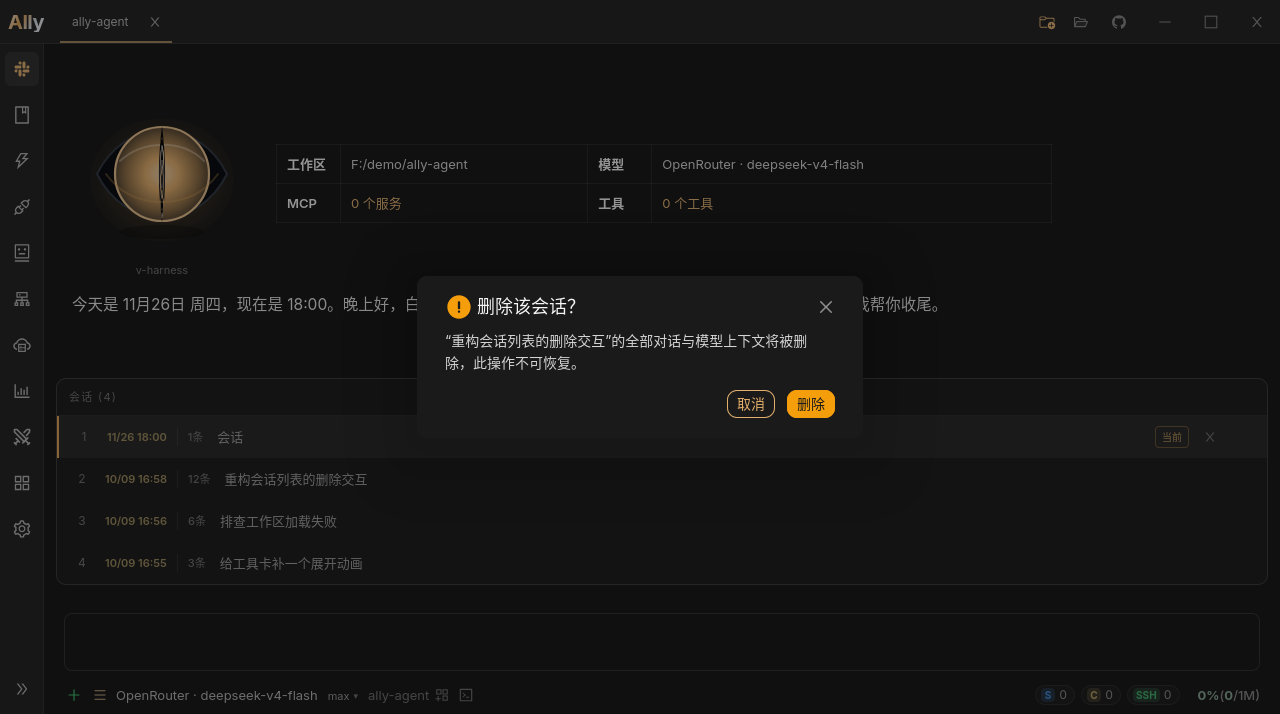 Ally
ally-agent
工作区 F:/demo/ally-agent 模型 OpenRouter · deepseek-v4-flash
MCP 0 个服务 工具 0 个工具
v-harness
今天是 11月26日 周四，现在是 18:00。晚上好，白
帮你收尾。
删除该会话？
“重构会话列表的删除交互”的全部对话与模型上下文将被删
除，此操作不可恢复。
取消 删除
会话 (4)
1 11/26 18:00 1条 会话 当前
2 10/09 16:58 12条 重构会话列表的删除交互
3 10/09 16:56 6条 排查工作区加载失败
4 10/09 16:55 3条 给工具卡补一个展开动画
OpenRouter · deepseek-v4-flash max ally-agent S 0 C 0 SSH 0 0%(0/1M)